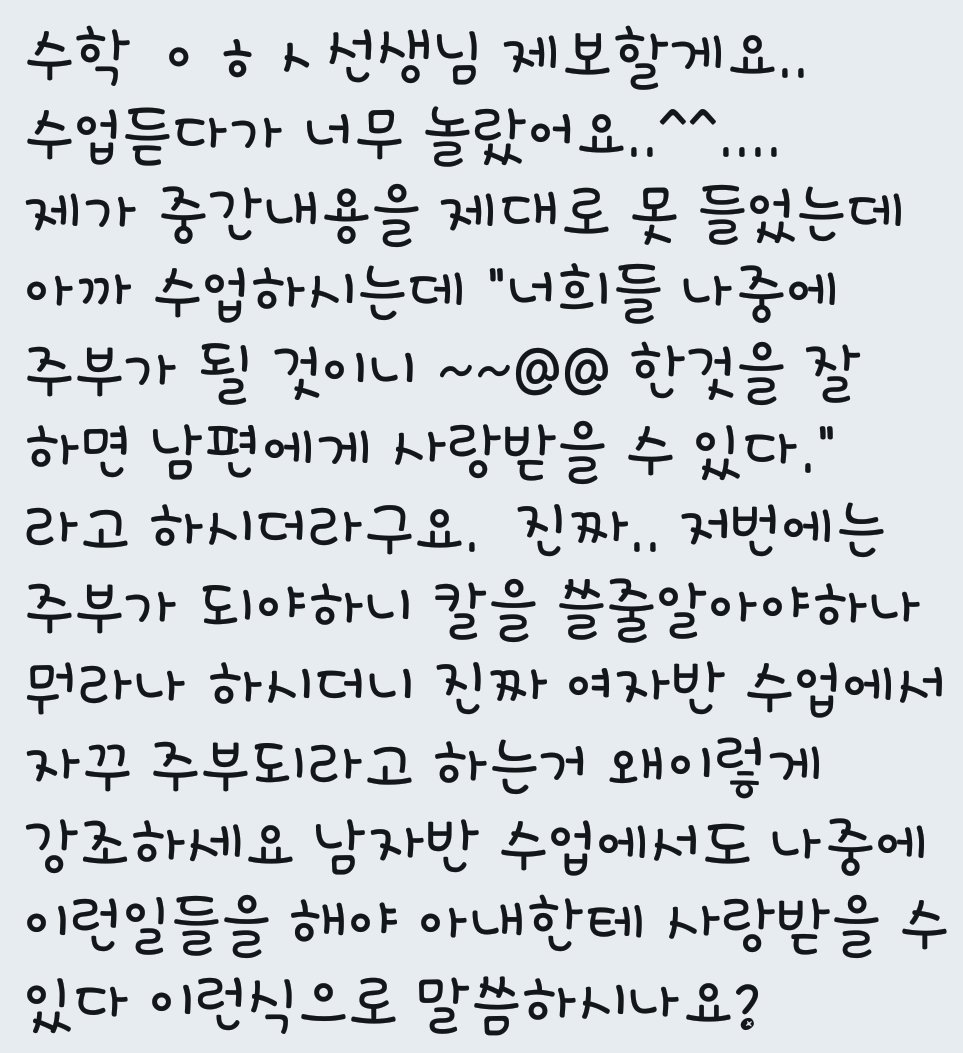 수학 ㅇ ㅎ ㅅ 선생님 제보할게요..
수업듣다가 너무 놀랐어요..^^....
제가 중간내용을 제대로 못 들었는데
아까 수업하시는데 "너희들 나중에
주부가 될 것이니 ~~@@ 한것을 잘
하면 남편에게 사랑받을 수 있다."
라고 하시더라구요. 진짜.. 저번에는
주부가 되야하니 칼을 쓸줄알아야하나
뭐라나 하시더니 진짜 여자반 수업에서
자꾸 주부되라고 하는거 왜이렇게
강조하세요 남자반 수업에서도 나중에
이런일들을 해야 아내한테 사랑받을 수
있다 이런식으로 말씀하시나요?